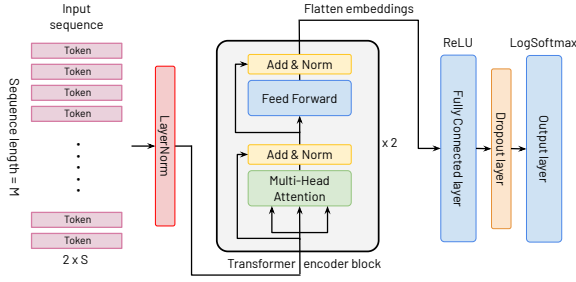 Input
sequence
Token
Token
Token
Token
Token
Token
2 x S
Sequence length = M
LayerNorm
Flatten embeddings
Add & Norm
Feed Forward
Add & Norm
Multi-Head
Attention
x 2
Transformer encoder block
ReLU
Fully Connected layer
Dropout layer
LogSoftmax
Output layer